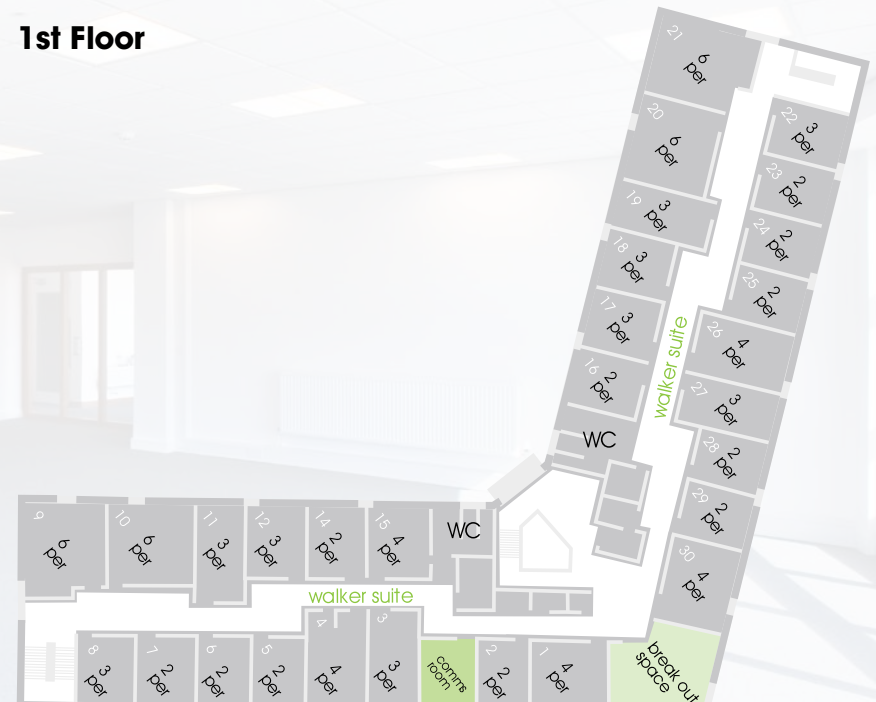 1st Floor
21
6
per
20
6
per
19
3
per
18
3
per
17
3
per
16
2
per
WC
22
3
per
23
2
per
24
2
per
25
2
per
26
4
per
27
3
per
28
2
per
29
2
per
30
4
per
walker suite
9
6
per
10
6
per
11
3
per
12
3
per
14
2
per
15
4
per
WC
walker suite
8
3
per
7
2
per
6
2
per
5
2
per
4
4
per
3
3
per
comms
room
2
2
per
1
4
per
break out
space